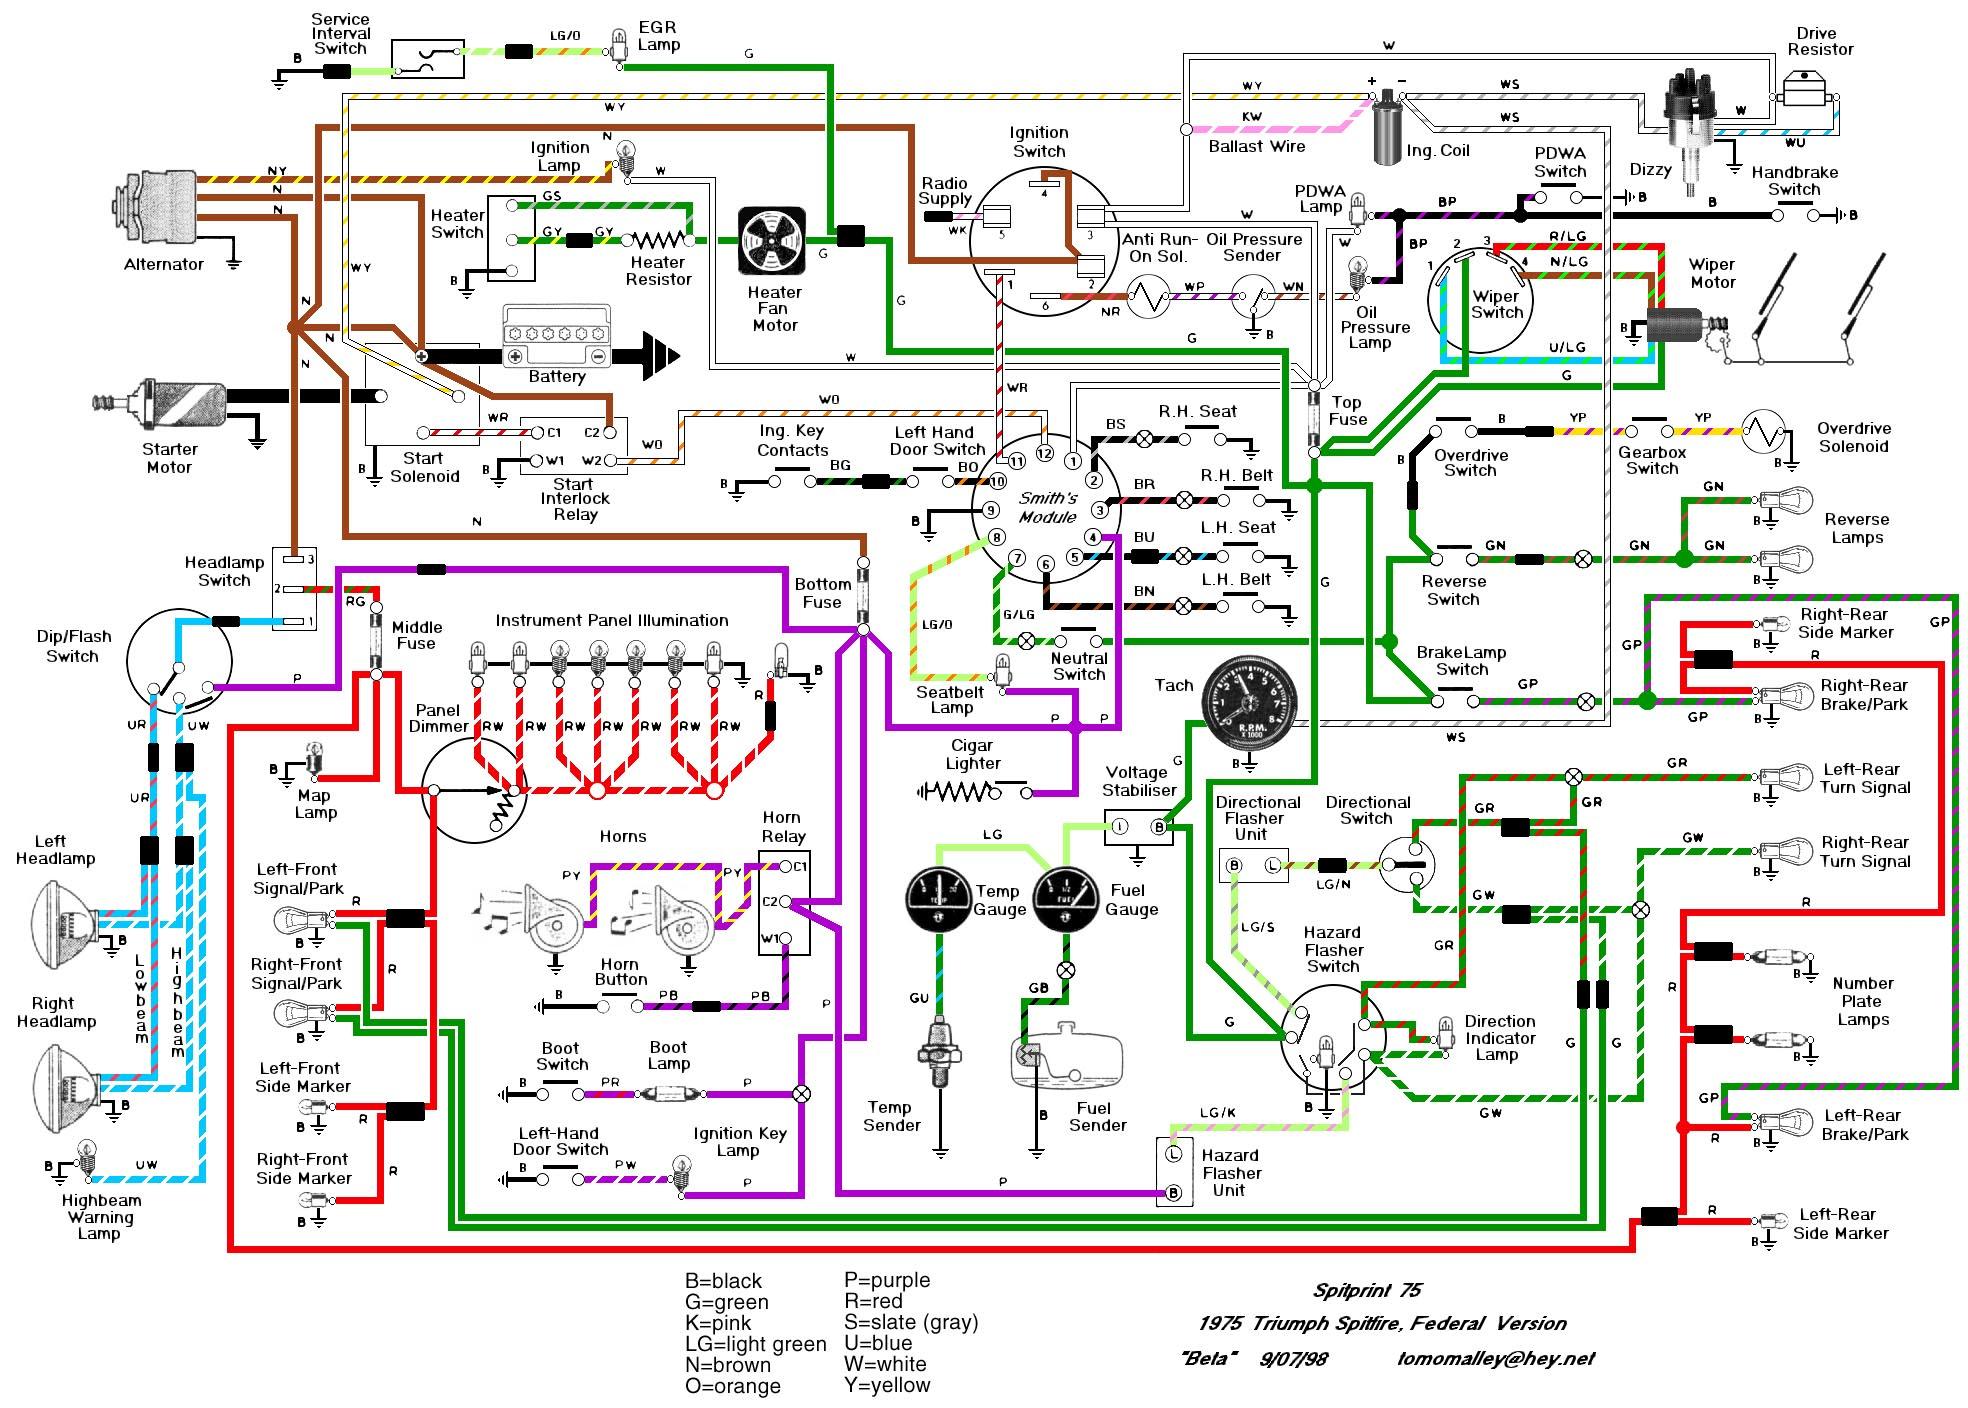 Service
Interval
Switch
B
LG/O
EGR
Lamp
G
W
Drive
Resistor
WY
WY
KW
Ballast Wire
+
-
Ing. Coil
WS
WS
W
WU
Dizzy
N
Ignition
Lamp
W
NY
N
N
Alternator
Heater
Switch
GS
GY
GY
B
Heater
Resistor
Heater
Fan
Motor
G
G
Ignition
Switch
Radio
Supply
WK
4
5
3
1
2
6
W
Anti Run-
On Sol.
Oil Pressure
Sender
NR
WP
WN
B
PDWA
Lamp
W
Oil
Pressure
Lamp
BP
BP
PDWA
Switch
B
Handbrake
Switch
B
B
R/LG
N/LG
U/LG
G
1
2
3
4
Wiper
Switch
Wiper
Motor
B
WY
N
N
N
Battery
+
+
-
Starter
Motor
Start
Solenoid
B
WR
C1
C2
W1
W2
B
Start
Interlock
Relay
WO
WO
W
G
WR
Ing. Key
Contacts
B
BG
Left Hand
Door Switch
BO
B
Smith's
Module
1
2
3
4
5
6
7
8
9
10
11
12
BS
R.H. Seat
BR
R.H. Belt
BU
L.H. Seat
BN
L.H. Belt
Top
Fuse
G
Overdrive
Switch
B
B
YP
Gearbox
Switch
YP
B
Overdrive
Solenoid
Reverse
Switch
GN
GN
GN
GN
B
B
Reverse
Lamps
N
Headlamp
Switch
3
2
1
RG
Middle
Fuse
Dip/Flash
Switch
P
UR
UW
UR
Bottom
Fuse
Instrument Panel Illumination
RW
RW
RW
RW
RW
RW
RW
R
B
Panel
Dimmer
LG/O
G/LG
Neutral
Switch
Seatbelt
Lamp
P
P
BrakeLamp
Switch
GP
GP
GP
GP
Right-Rear
Side Marker
B
R
Right-Rear
Brake/Park
B
Tach
R.P.M.
X 1000
B
WS
Map
Lamp
B
Cigar
Lighter
Voltage
Stabiliser
I
B
G
LG
Directional
Flasher
Unit
B
L
LG/N
Directional
Switch
GR
GR
GR
GW
GW
Left-Rear
Turn Signal
B
Right-Rear
Turn Signal
B
Left
Headlamp
B
Lowbeam
Highbeam
Right
Headlamp
B
Highbeam
Warning
Lamp
B
UW
Left-Front
Signal/Park
B
R
Right-Front
Signal/Park
B
R
Left-Front
Side Marker
B
R
Right-Front
Side Marker
B
R
Horns
PY
PY
Horn
Relay
C1
C2
W1
Horn
Button
B
PB
PB
P
Boot
Switch
B
PR
Boot
Lamp
P
Left-Hand
Door Switch
B
PW
Ignition Key
Lamp
P
P
TEMP
Temp
Gauge
FUEL
Fuel
Gauge
GU
GB
Temp
Sender
B
Fuel
Sender
LG/S
GR
G
Hazard
Flasher
Switch
B
Direction
Indicator
Lamp
GW
LG/K
L
B
Hazard
Flasher
Unit
G
G
R
R
B
Number
Plate
Lamps
B
GP
R
B
Left-Rear
Brake/Park
R
B
Left-Rear
Side Marker
B=black
G=green
K=pink
LG=light green
N=brown
O=orange
P=purple
R=red
S=slate (gray)
U=blue
W=white
Y=yellow
Spitprint 75
1975 Triumph Spitfire, Federal Version
"Beta" 9/07/98 tomomalley@hey.net